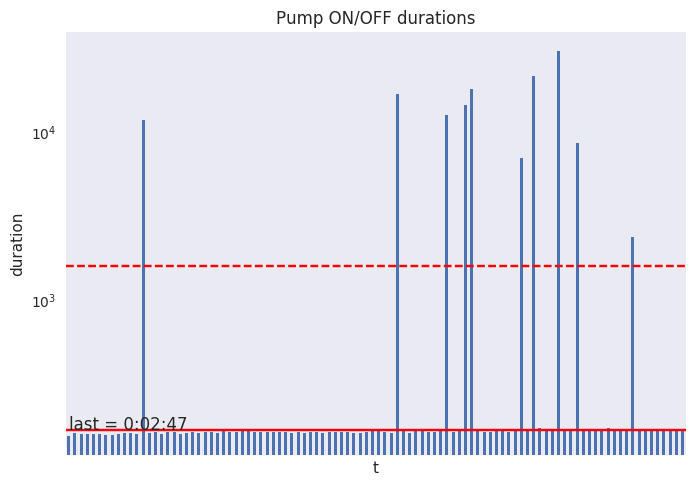 Pump ON/OFF durations
duration
10^4
10^3
last = 0:02:47
t